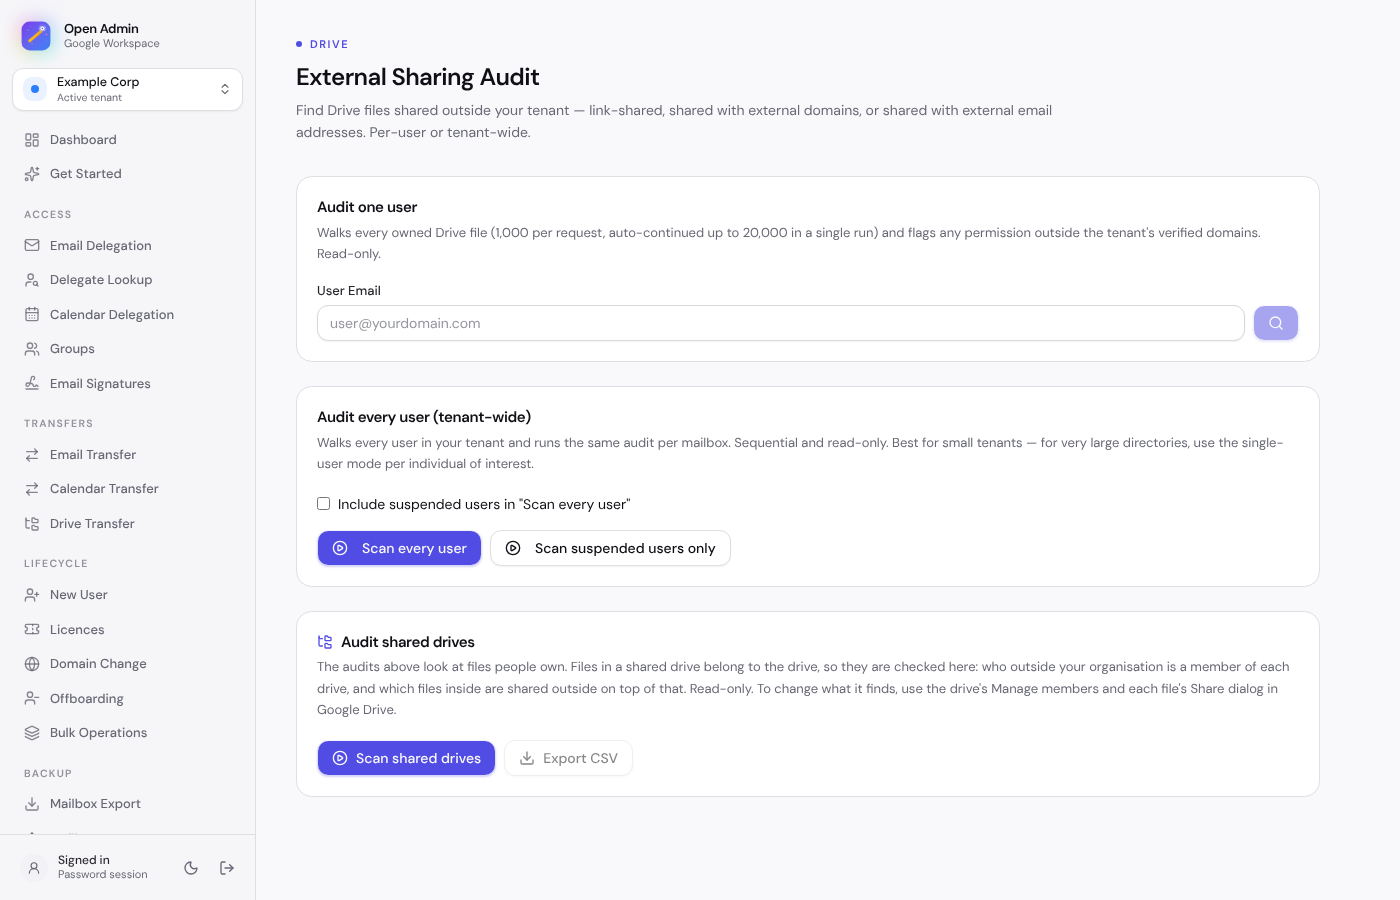 Open Admin
Google Workspace
Example Corp
Active tenant
Dashboard
Get Started
ACCESS
Email Delegation
Delegate Lookup
Calendar Delegation
Groups
Email Signatures
TRANSFERS
Email Transfer
Calendar Transfer
Drive Transfer
LIFECYCLE
New User
Licences
Domain Change
Offboarding
Bulk Operations
BACKUP
Mailbox Export
Signed in
Password session
DRIVE
External Sharing Audit
Find Drive files shared outside your tenant — link-shared, shared with external domains, or shared with external email
addresses. Per-user or tenant-wide.
Audit one user
Walks every owned Drive file (1,000 per request, auto-continued up to 20,000 in a single run) and flags any permission outside the tenant's verified domains.
Read-only.
User Email
user@yourdomain.com
Audit every user (tenant-wide)
Walks every user in your tenant and runs the same audit per mailbox. Sequential and read-only. Best for small tenants — for very large directories, use the single-
user mode per individual of interest.
Include suspended users in "Scan every user"
Scan every user
Scan suspended users only
Audit shared drives
The audits above look at files people own. Files in a shared drive belong to the drive, so they are checked here: who outside your organisation is a member of each
drive, and which files inside are shared outside on top of that. Read-only. To change what it finds, use the drive's Manage members and each file's Share dialog in
Google Drive.
Scan shared drives
Export CSV